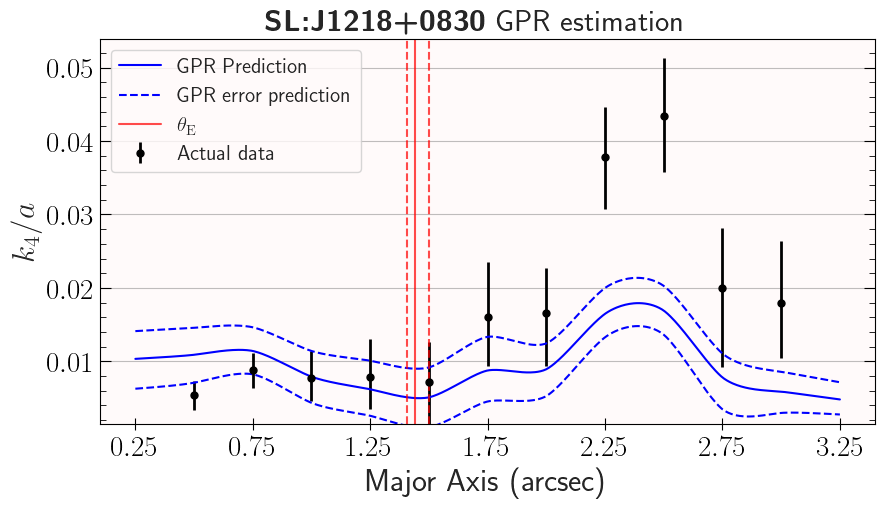 SL:J1218+0830 GPR estimation
GPR Prediction
GPR error prediction
θ_E
Actual data
k_4/a
0.05
0.04
0.03
0.02
0.01
0.25 0.75 1.25 1.75 2.25 2.75 3.25
Major Axis (arcsec)